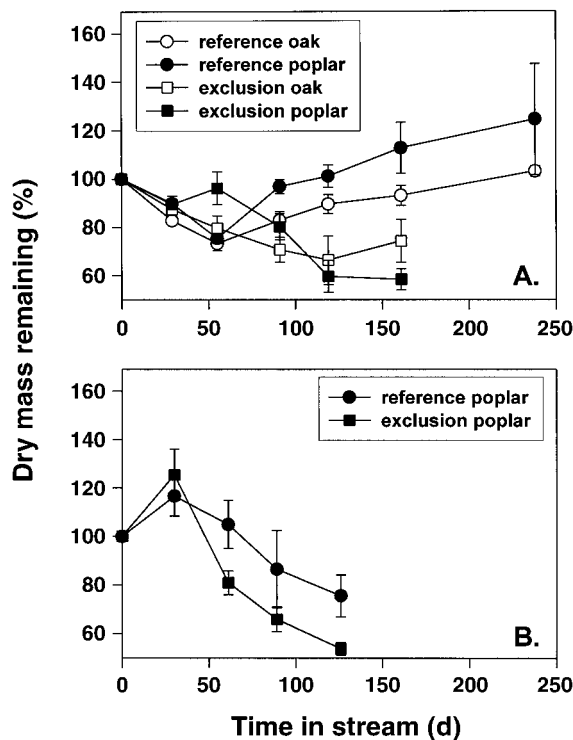 160
140
120
100
80
60
reference oak
reference poplar
exclusion oak
exclusion poplar
A.
0 50 100 150 200 250
Dry mass remaining (%)
160
140
120
100
80
60
reference poplar
exclusion poplar
B.
0 50 100 150 200 250
Time in stream (d)